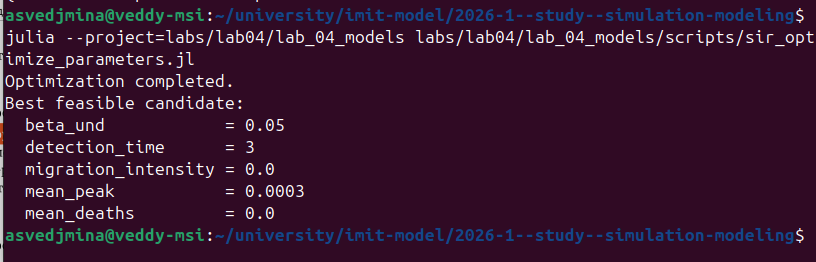 asvedjmina@veddy-msi:~/university/imit-model/2026-1--study--simulation-modeling$
julia --project=labs/lab04/lab_04_models labs/lab04/lab_04_models/scripts/sir_opt
imize_parameters.jl
Optimization completed.
Best feasible candidate:
  beta_und            = 0.05
  detection_time      = 3
  migration_intensity = 0.0
  mean_peak           = 0.0003
  mean_deaths         = 0.0
asvedjmina@veddy-msi:~/university/imit-model/2026-1--study--simulation-modeling$